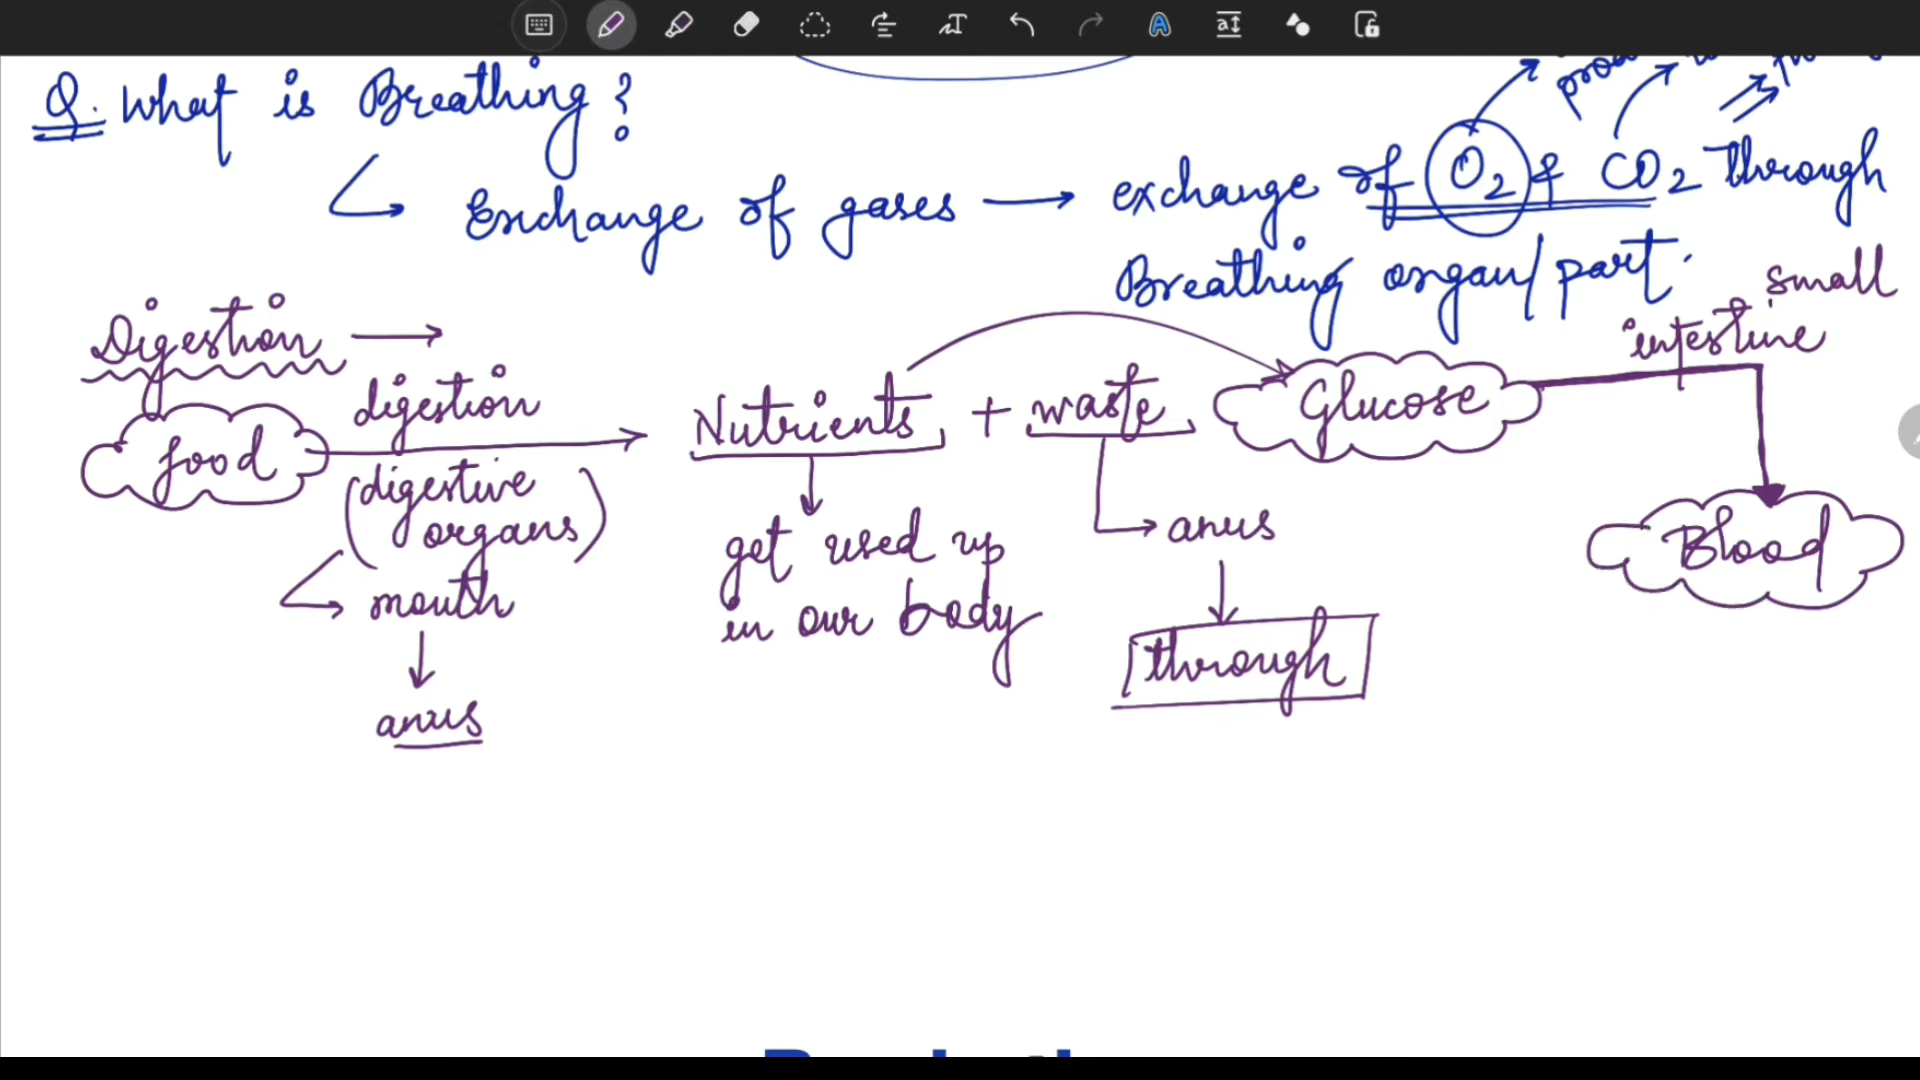 Q. What is Breathing?
Exchange of gases → exchange of O2 & CO2 through
Breathing organ/part.
Digestion →
food
digestion
(digestive
organs)
mouth
↓
anus
Nutrients + waste
get used up
in our body
anus
↓
through
Glucose
small
intestine
Blood